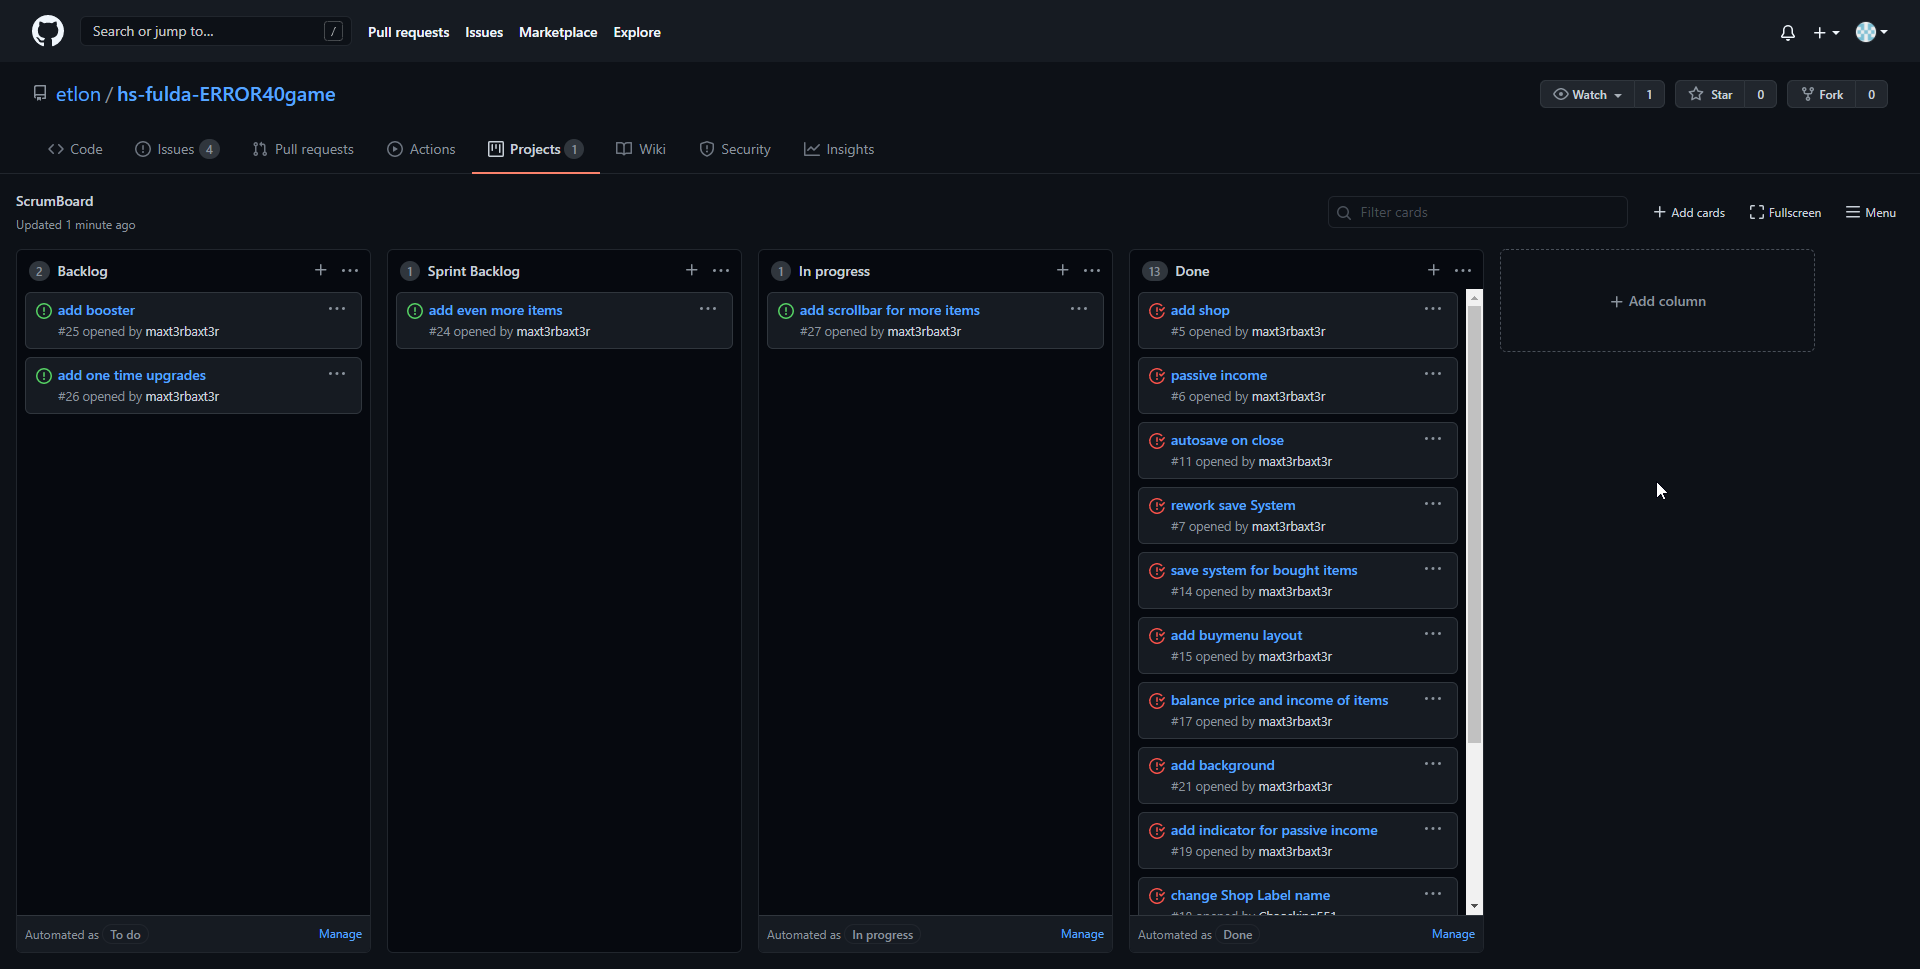 Search or jump to... /
Pull requests Issues Marketplace Explore
etlon / hs-fulda-ERROR40game
Watch 1 Star 0 Fork 0
Code Issues 4 Pull requests Actions Projects 1 Wiki Security Insights
ScrumBoard
Updated 1 minute ago
Filter cards
Add cards Fullscreen Menu
2 Backlog
add booster
#25 opened by maxt3rbaxt3r
add one time upgrades
#26 opened by maxt3rbaxt3r
Automated as To do Manage
1 Sprint Backlog
add even more items
#24 opened by maxt3rbaxt3r
1 In progress
add scrollbar for more items
#27 opened by maxt3rbaxt3r
Automated as In progress Manage
13 Done
add shop
#5 opened by maxt3rbaxt3r
passive income
#6 opened by maxt3rbaxt3r
autosave on close
#11 opened by maxt3rbaxt3r
rework save System
#7 opened by maxt3rbaxt3r
save system for bought items
#14 opened by maxt3rbaxt3r
add buymenu layout
#15 opened by maxt3rbaxt3r
balance price and income of items
#17 opened by maxt3rbaxt3r
add background
#21 opened by maxt3rbaxt3r
add indicator for passive income
#19 opened by maxt3rbaxt3r
change Shop Label name
opened by
Automated as Done Manage
Add column